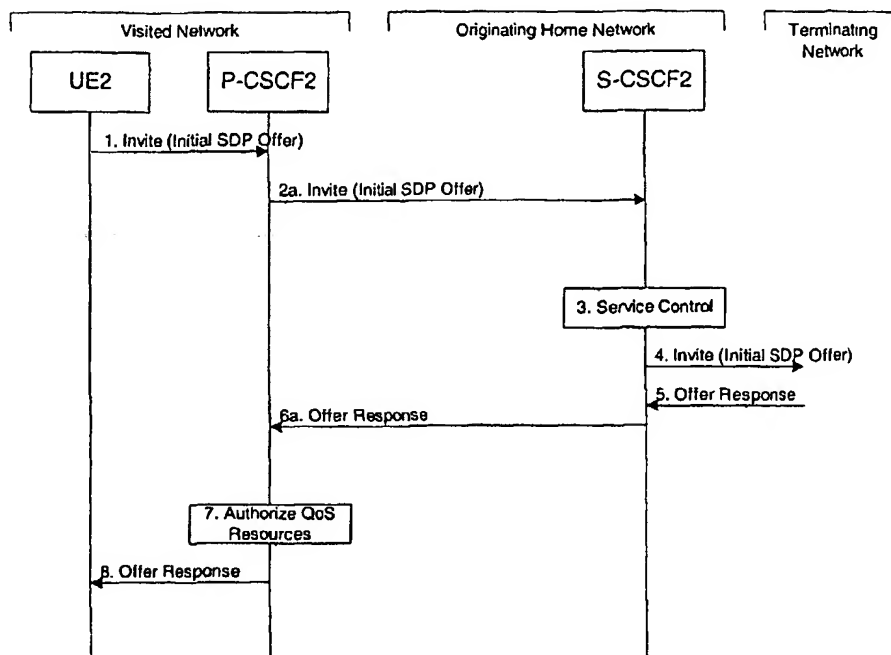 Visited Network
Originating Home Network
Terminating
Network
UE2
P-CSCF2
S-CSCF2
1. Invite (Initial SDP Offer)
2a. Invite (Initial SDP Offer)
3. Service Control
4. Invite (Initial SDP Offer)
5. Offer Response
6a. Offer Response
7. Authorize QoS
Resources
8. Offer Response